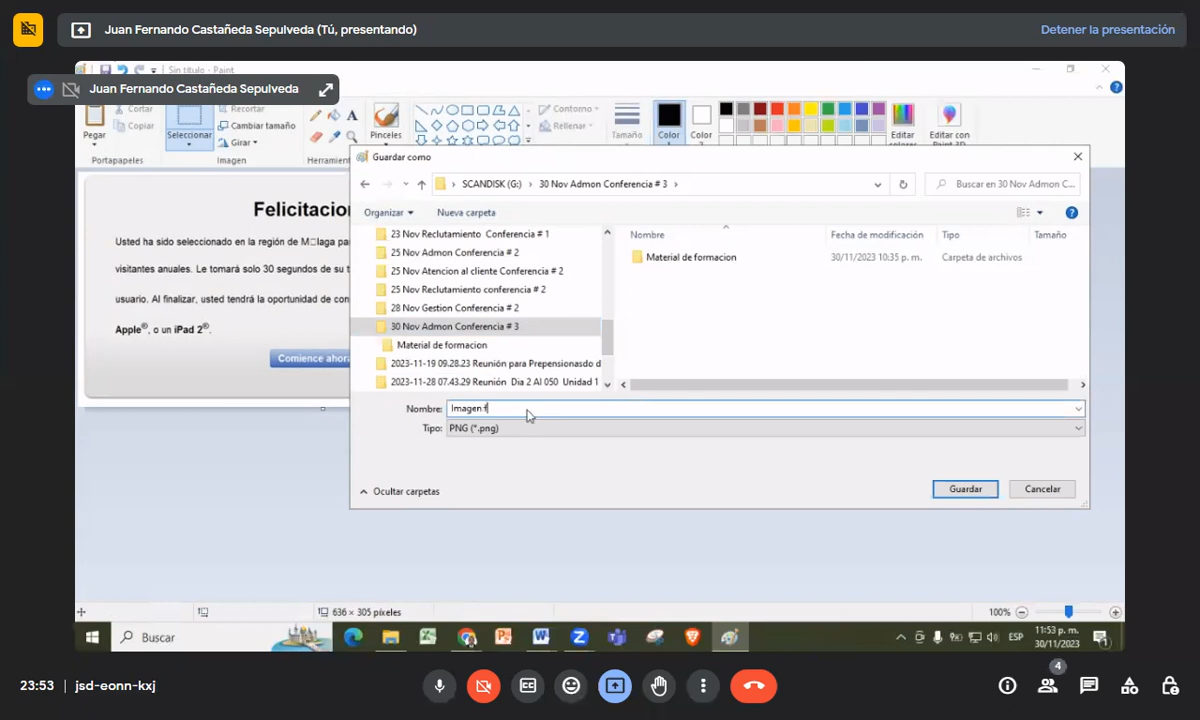 Juan Fernando Castañeda Sepulveda (Tú, presentando)
Detener la presentación
Sin título - Paint
Juan Fernando Castañeda Sepulveda
Pegar
Cortar
Copiar
Portapapeles
Seleccionar
Recortar
Cambiar tamaño
Girar
Imagen
Herramient
Pinceles
Contorno
Rellenar
Tamaño
Color
Color
Editar
Editar con
Felicitacion
Usted ha sido seleccionado en la región de M□laga pa
visitantes anuales. Le tomará solo 30 segundos de su t
usuario. Al finalizar, usted tendrá la oportunidad de con
Apple®, o un iPad 2®.
Comience ahora
Guardar como
SCANDISK (G:) › 30 Nov Admon Conferencia # 3 ›
Buscar en 30 Nov Admon C...
Organizar
Nueva carpeta
23 Nov Reclutamiento Conferencia # 1
25 Nov Admon Conferencia # 2
25 Nov Atencion al cliente Conferencia # 2
25 Nov Reclutamiento conferencia # 2
28 Nov Gestion Conferencia # 2
30 Nov Admon Conferencia # 3
Material de formacion
2023-11-19 09.28.23 Reunión para Prepensionasdo d
2023-11-28 07.43.29 Reunión Dia 2 Al 050 Unidad 1
Nombre
Fecha de modificación
Tipo
Tamaño
Material de formacion
30/11/2023 10:35 p. m.
Carpeta de archivos
Nombre: Imagen f
Tipo: PNG (*.png)
Ocultar carpetas
Guardar
Cancelar
636 × 305 píxeles
100%
Buscar
ESP
11:53 p. m.
30/11/2023
23:53 | jsd-eonn-kxj
4